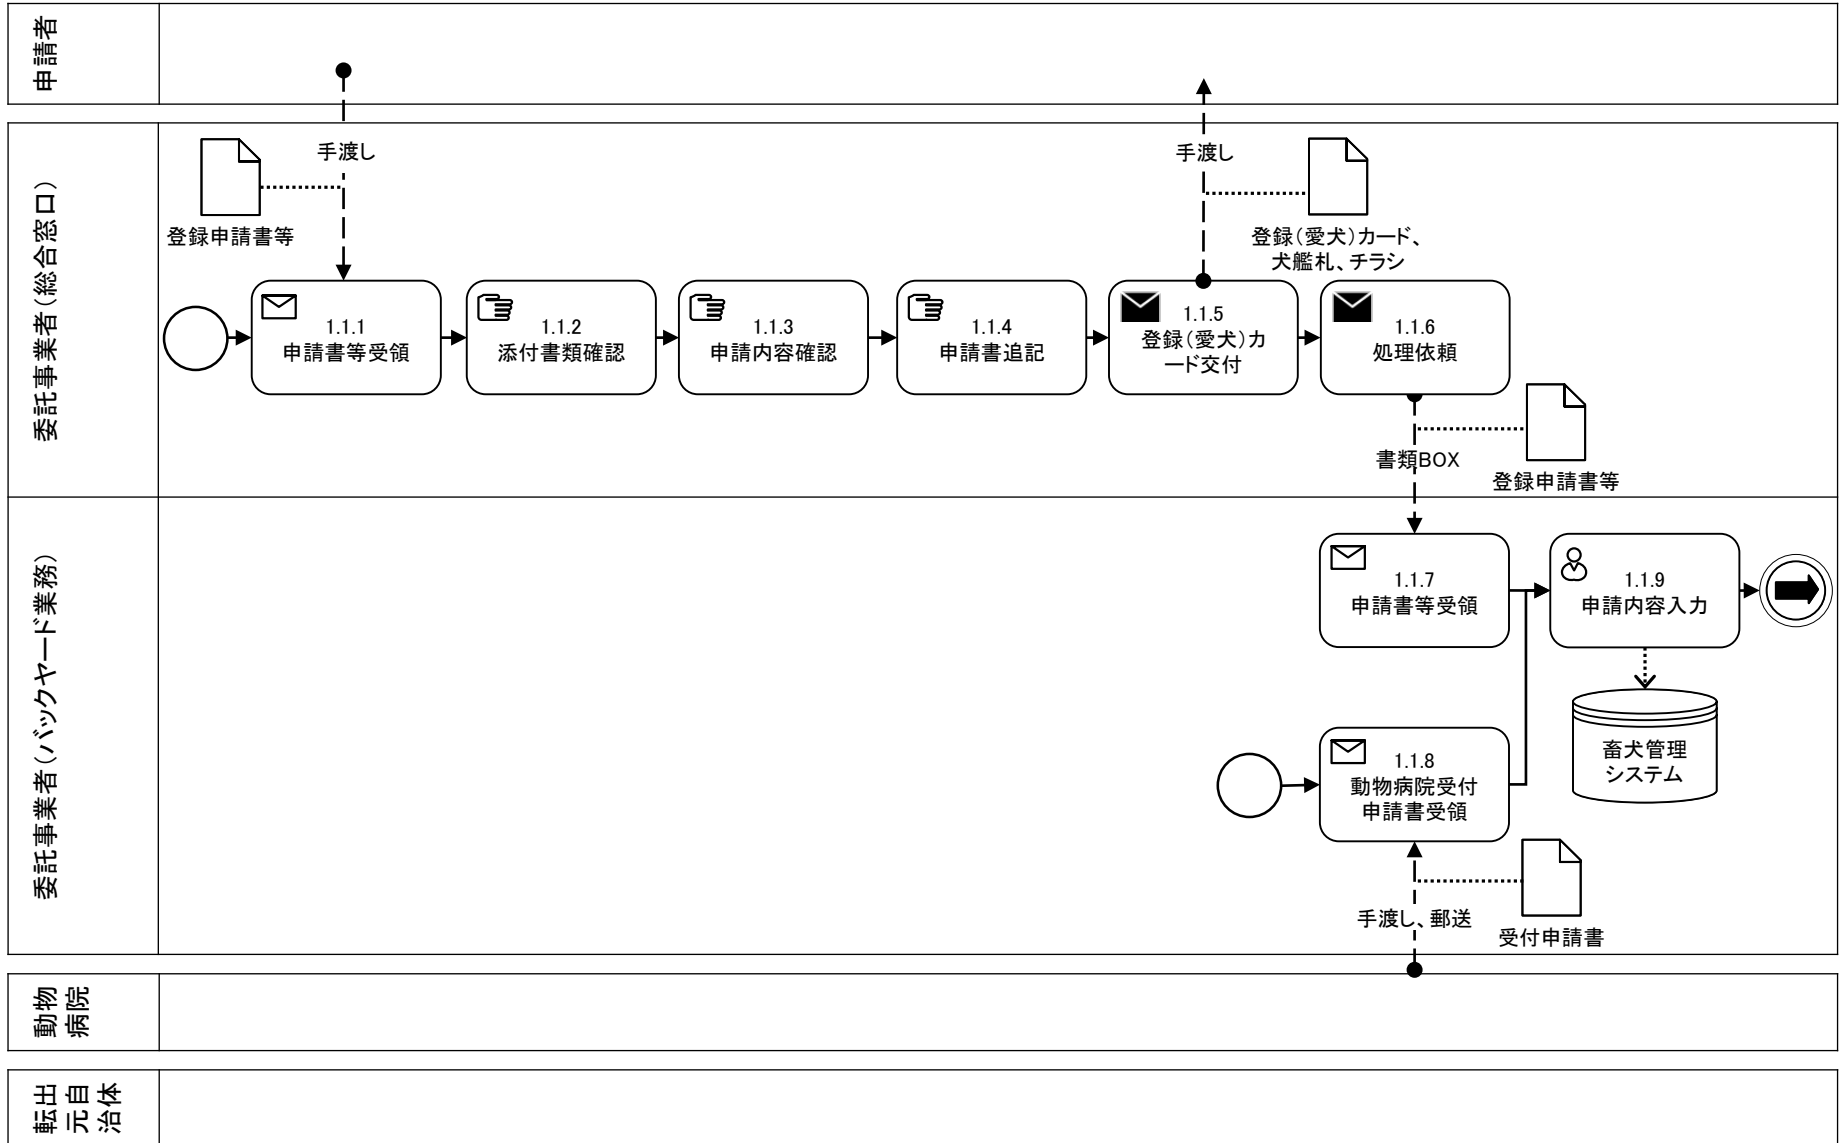 申請者
手渡し
登録申請書等
手渡し
登録（愛犬）カード、
犬鑑札、チラシ
委託事業者（総合窓口）
1.1.1
申請書等受領
1.1.2
添付書類確認
1.1.3
申請内容確認
1.1.4
申請書追記
1.1.5
登録（愛犬）カ
ード交付
1.1.6
処理依頼
書類BOX
登録申請書等
委託事業者（バックヤード業務）
1.1.7
申請書等受領
1.1.9
申請内容入力
畜犬管理
システム
1.1.8
動物病院受付
申請書受領
手渡し、郵送
受付申請書
動物
病院
転出
元自
治体